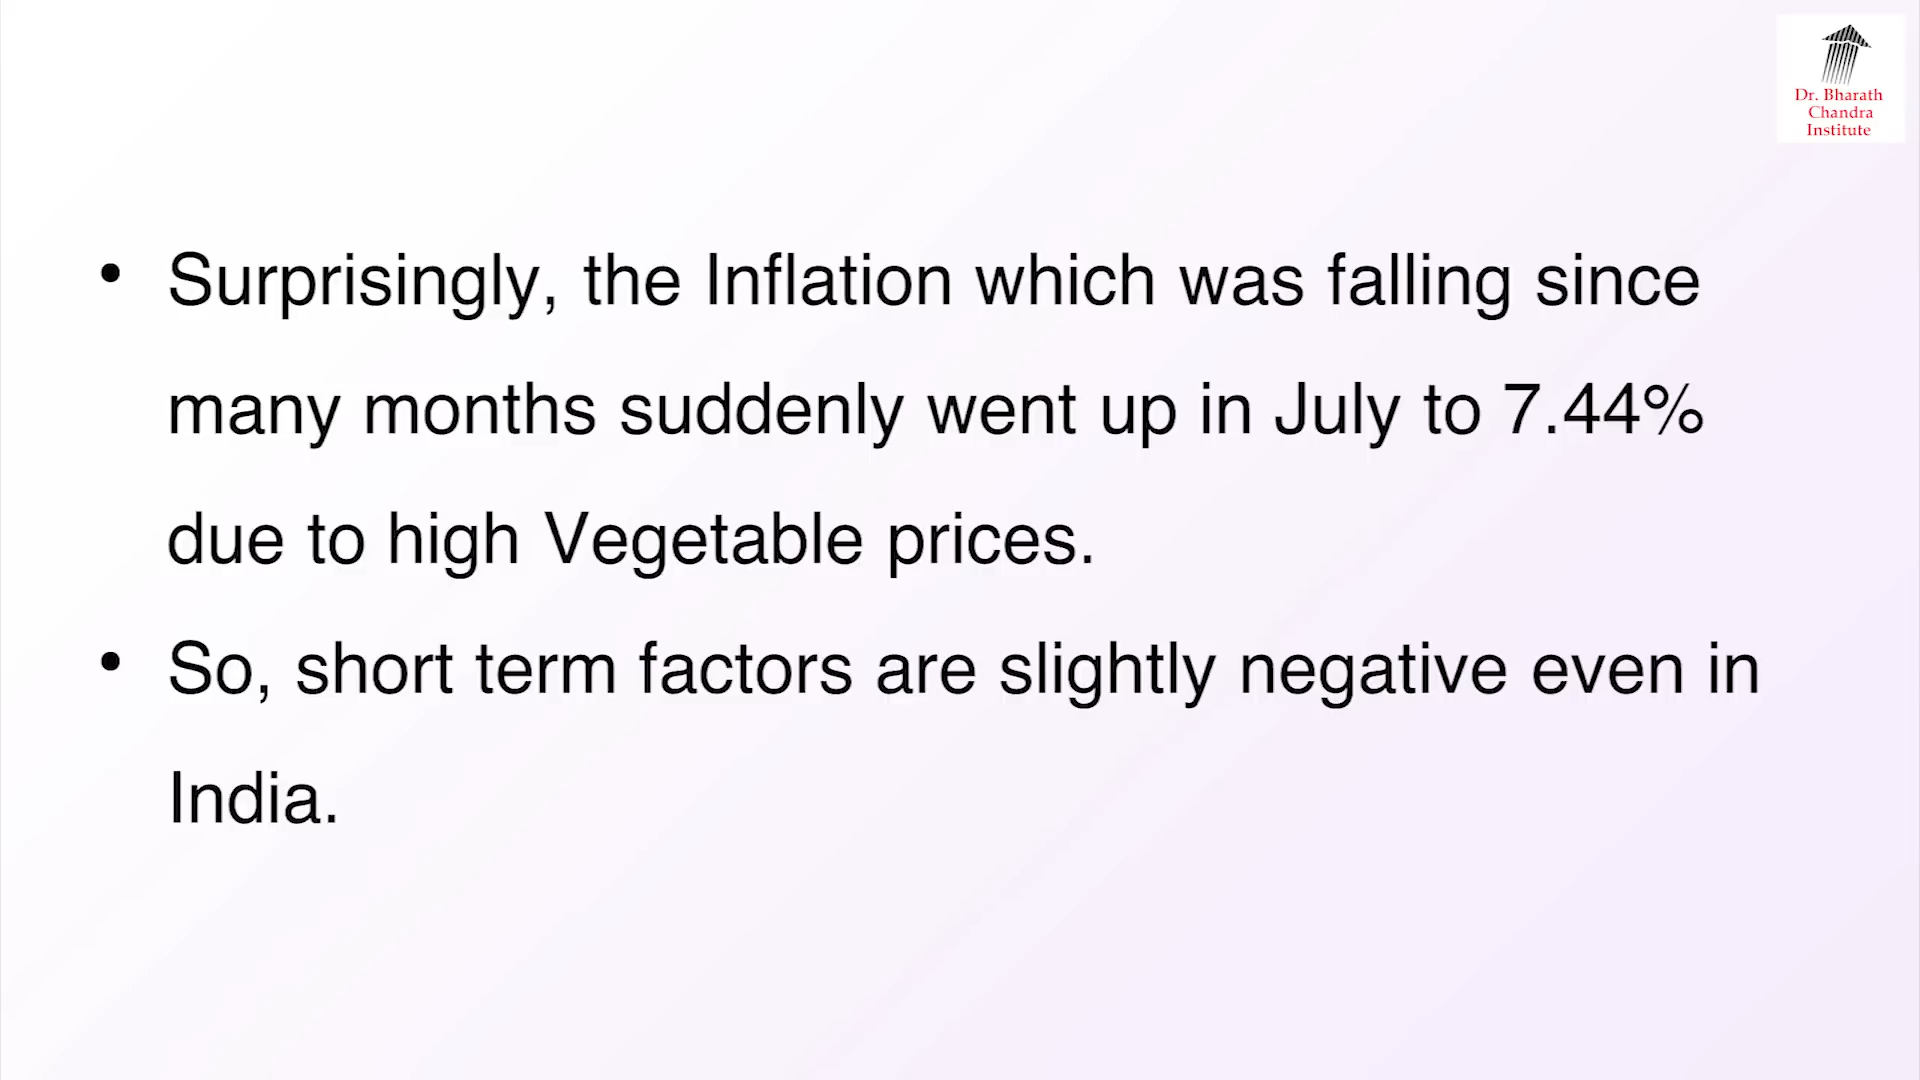 Dr. Bharath
Chandra
Institute
• Surprisingly, the Inflation which was falling since
many months suddenly went up in July to 7.44%
due to high Vegetable prices.
• So, short term factors are slightly negative even in
India.